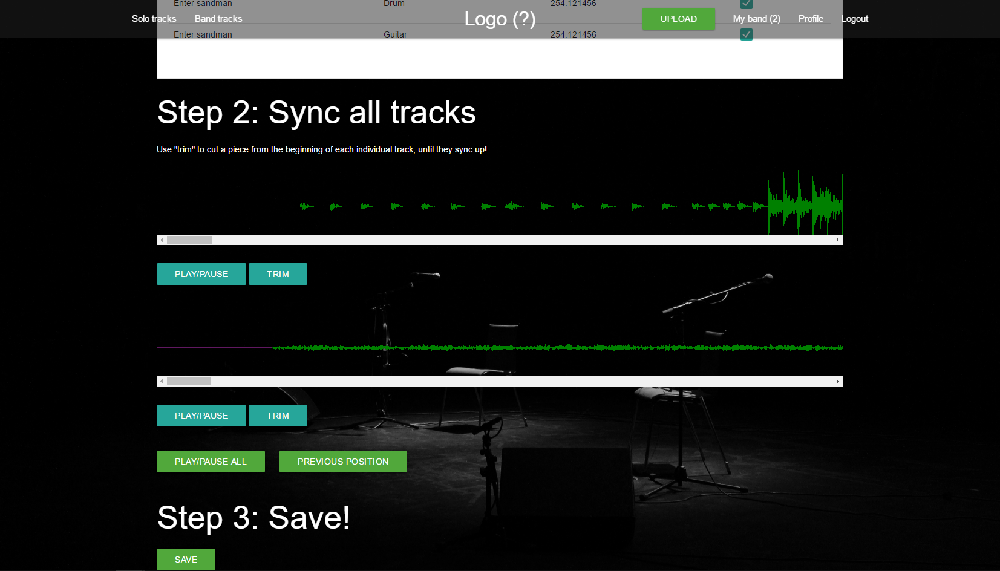 Enter sandman Drum 254.121456
Solo tracks Band tracks Logo (?) UPLOAD My band (2) Profile Logout
Enter sandman Guitar 254.121456
Step 2: Sync all tracks
Use "trim" to cut a piece from the beginning of each individual track, until they sync up!
PLAY/PAUSE TRIM
PLAY/PAUSE TRIM
PLAY/PAUSE ALL PREVIOUS POSITION
Step 3: Save!
SAVE